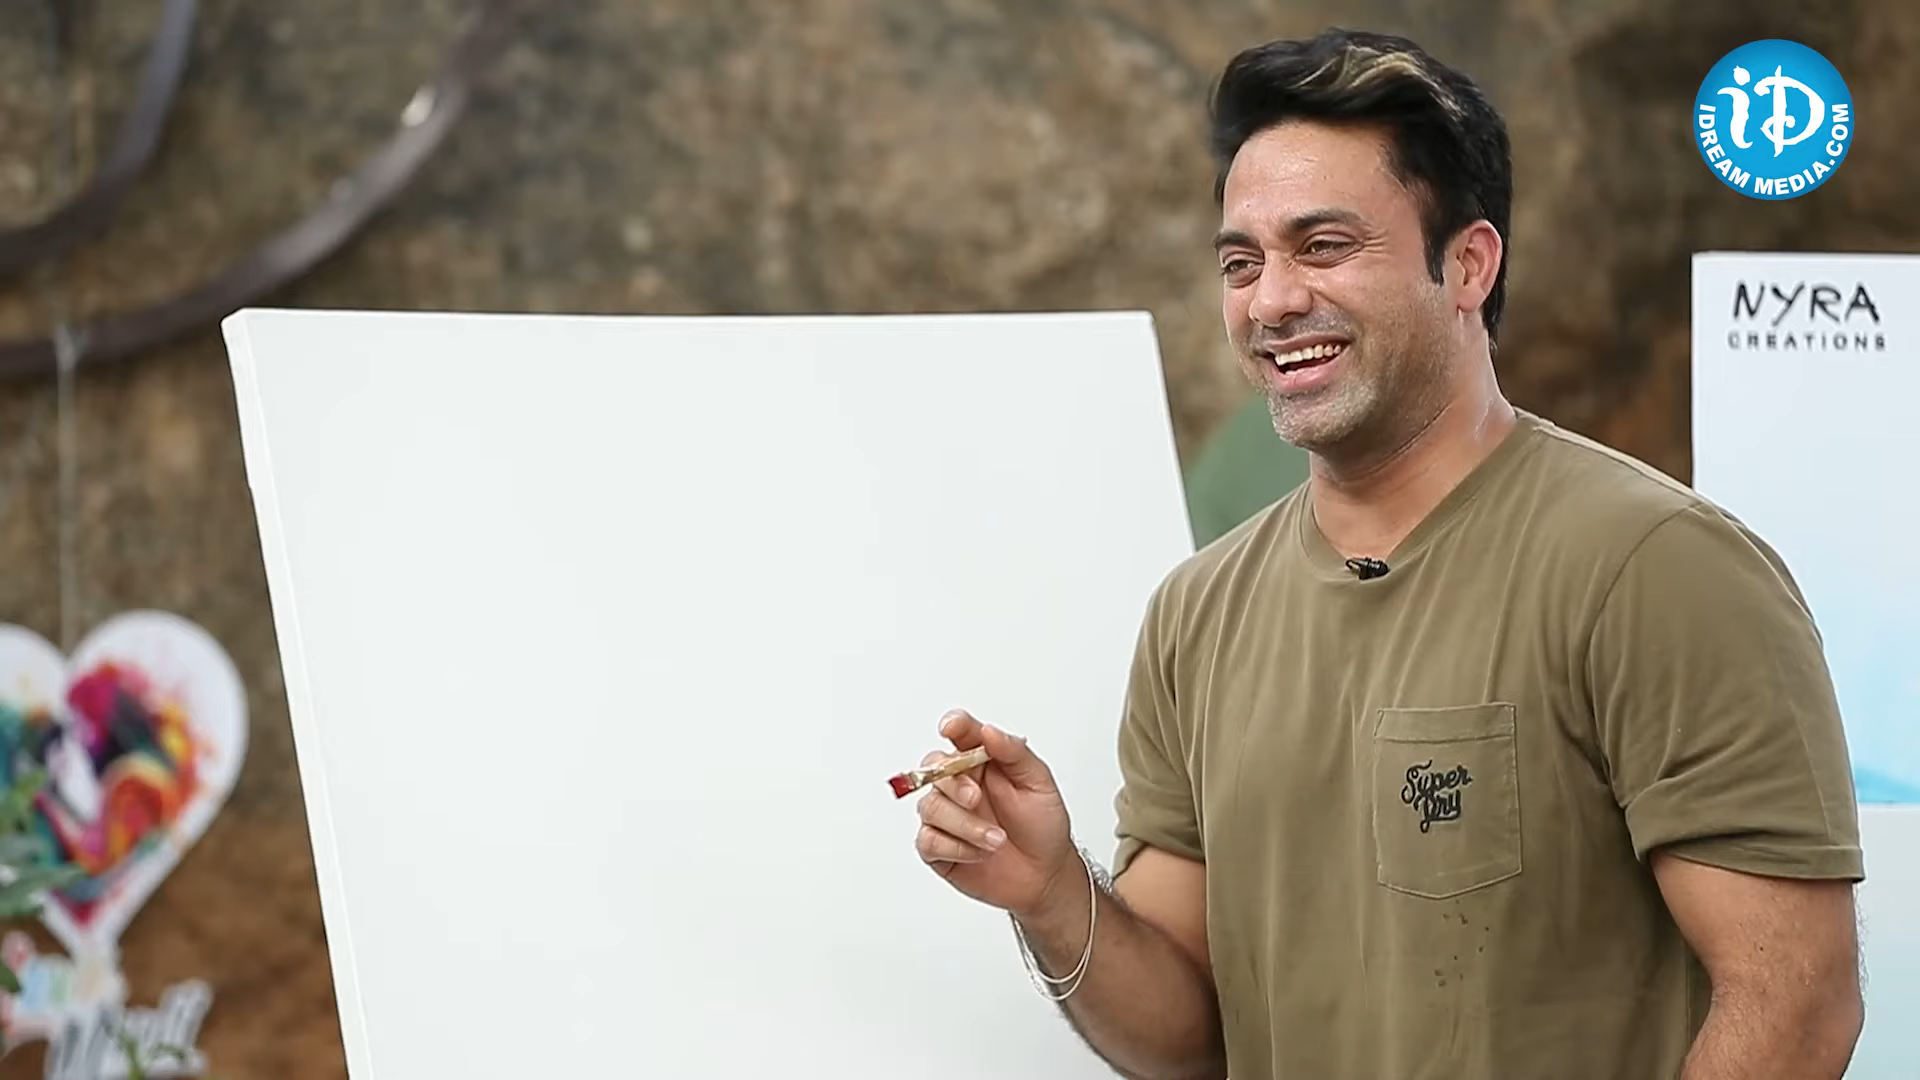 iD
IDREAM MEDIA.COM
NYRA
CREATIONS
Super
Dry